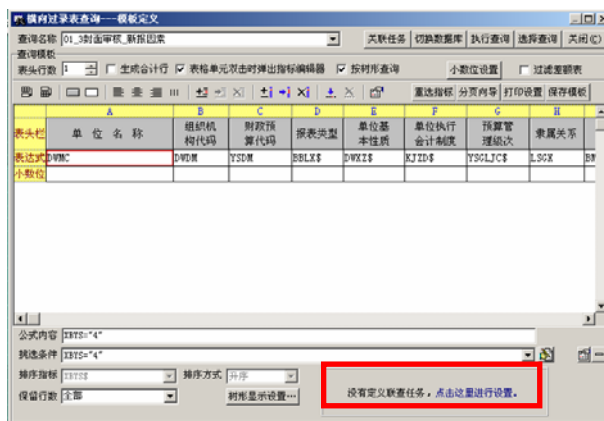 横向过录表查询----模板定义
查询名称 01_3封面审核_新报因素 关联任务 切换数据库 执行查询 选择查询 关闭(C)
查询模板
表头行数 1 生成合计行 表格单元双击时弹出指标编辑器 按树形查询 小数位设置 过滤差额表
重选指标 分页向导 打印设置 保存模板
A B C D E F G H
表头栏 单 位 名 称 组织机构代码 财政预算代码 报表类型 单位基本性质 单位执行会计制度 预算管理级次 隶属关系
表达式 DWMC DWDM YSDM BBLX$ DWXZ$ KJZD$ YSGLJC$ LSGX
小数位
公式内容 XBYS="4"
挑选条件 XBYS="4"
排序指标 XBYS$ 排序方式 升序
没有定义联查任务，点击这里进行设置。
保留行数 全部 树形显示设置...